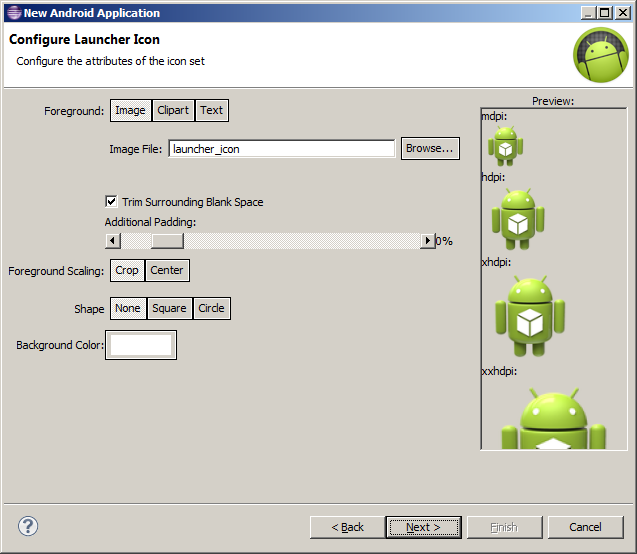 New Android Application
Configure Launcher Icon
Configure the attributes of the icon set
Foreground: Image Clipart Text
Image File: launcher_icon Browse...
Trim Surrounding Blank Space
Additional Padding:
0%
Foreground Scaling: Crop Center
Shape None Square Circle
Background Color:
Preview:
mdpi:
hdpi:
xhdpi:
xxhdpi:
? < Back Next > Finish Cancel